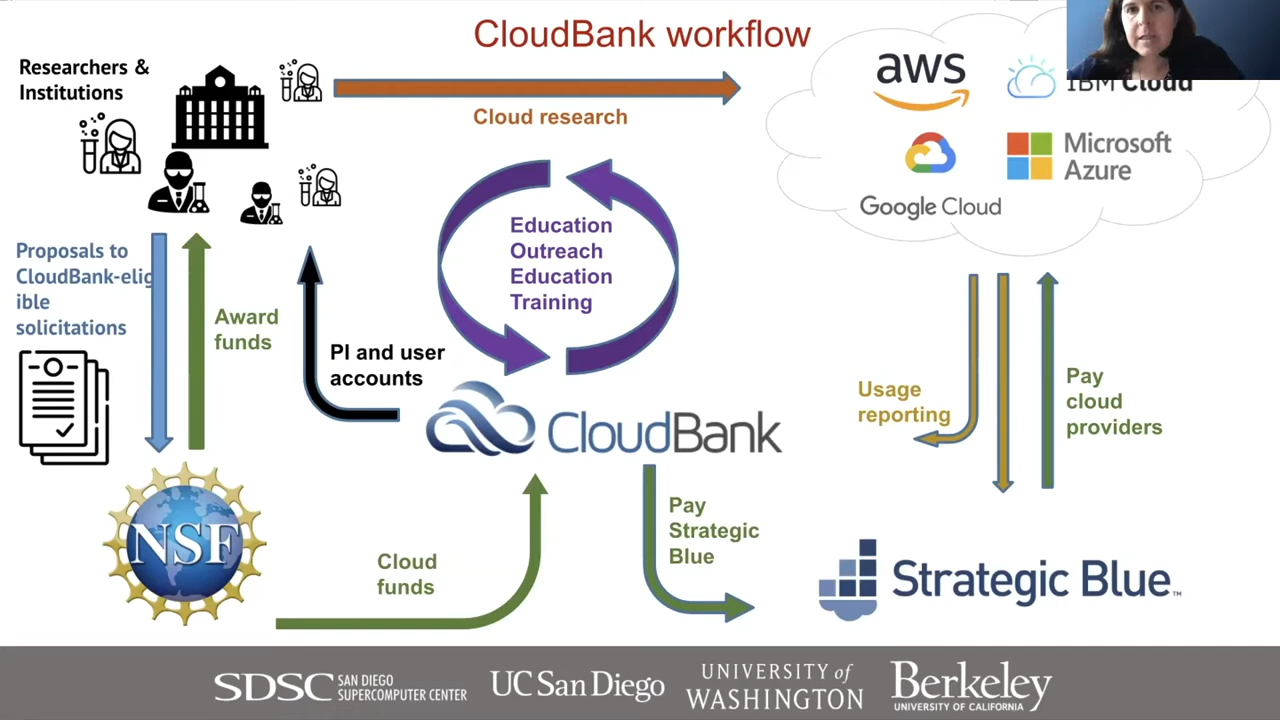 CloudBank workflow
Researchers &
Institutions
Cloud research
aws
IBM Cloud
Google Cloud
Microsoft
Azure
Education
Outreach
Education
Training
Proposals to
CloudBank-elig
ible
solicitations
Award
funds
PI and user
accounts
CloudBank
Usage
reporting
Pay
cloud
providers
NSF
Cloud
funds
Pay
Strategic
Blue
Strategic Blue™
SDSC SAN DIEGO
SUPERCOMPUTER CENTER
UC San Diego
UNIVERSITY of
WASHINGTON
Berkeley
UNIVERSITY OF CALIFORNIA